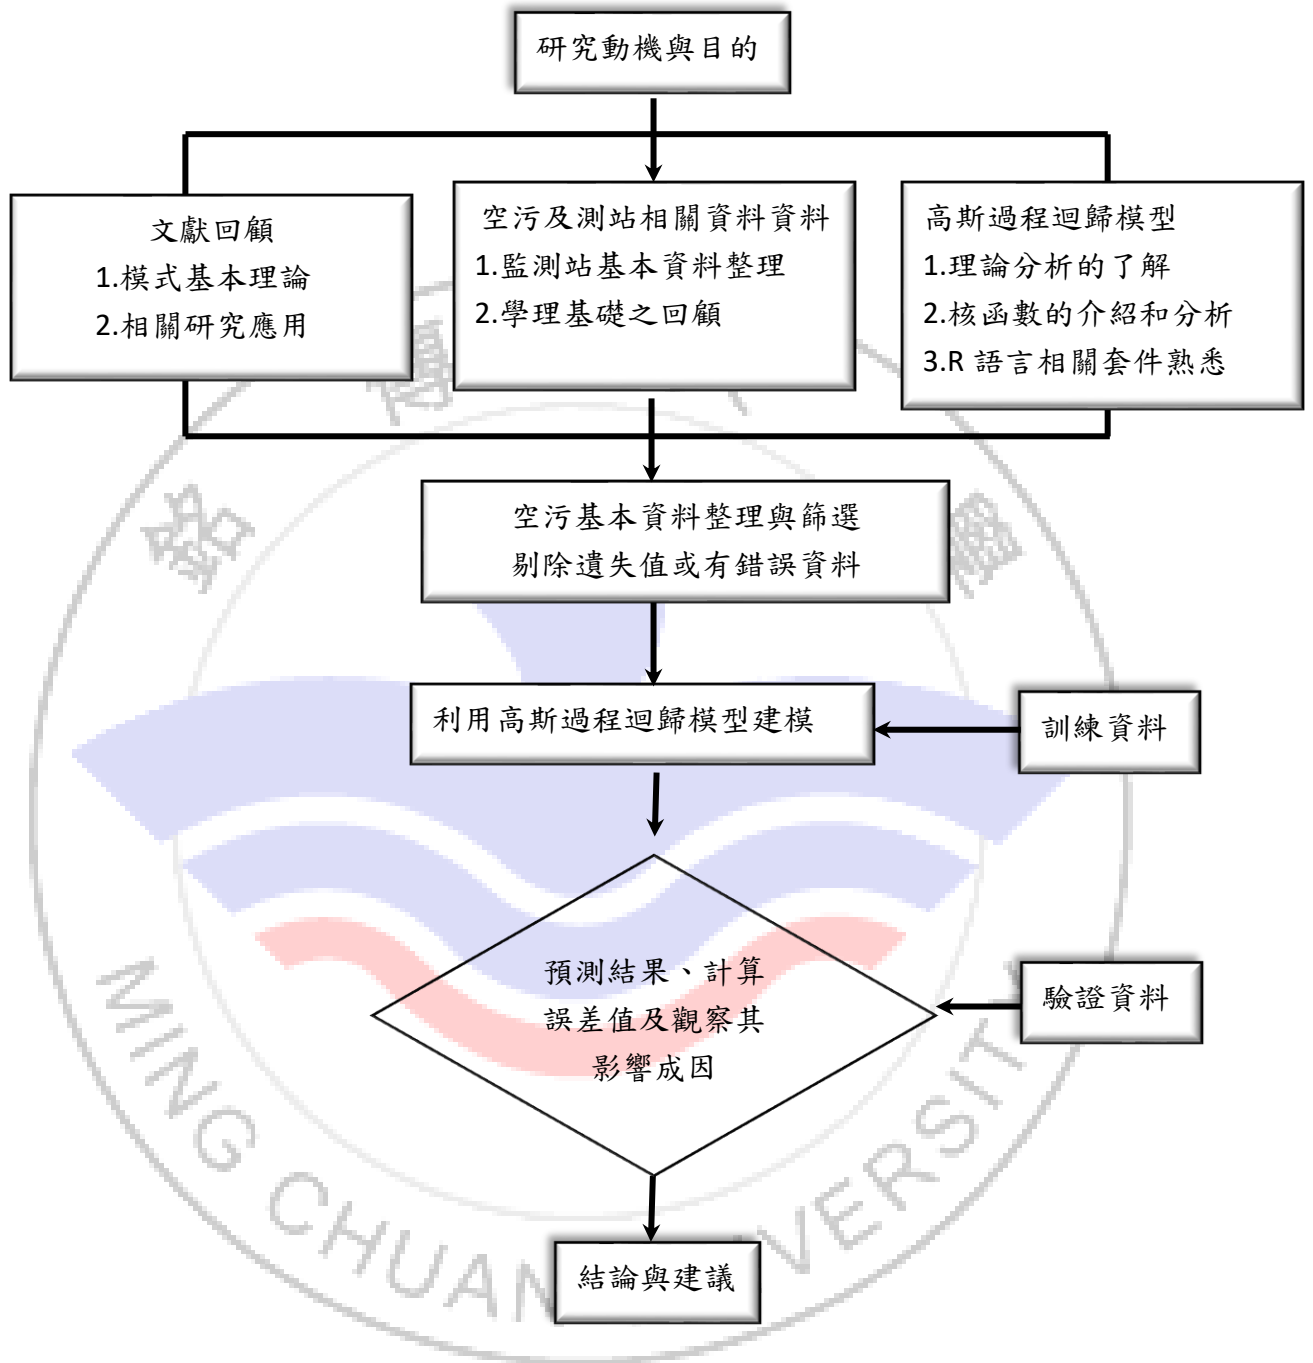 研究動機與目的
文獻回顧
1.模式基本理論
2.相關研究應用
空污及測站相關資料資料
1.監測站基本資料整理
2.學理基礎之回顧
高斯過程迴歸模型
1.理論分析的了解
2.核函數的介紹和分析
3.R 語言相關套件熟悉
空污基本資料整理與篩選
剔除遺失值或有錯誤資料
利用高斯過程迴歸模型建模
訓練資料
預測結果、計算
誤差值及觀察其
影響成因
驗證資料
結論與建議
銘 傳
MING CHUAN